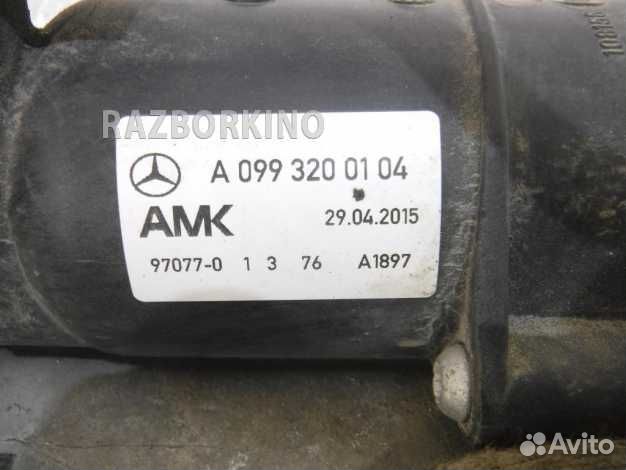 RAZBORKINO
A 099 320 01 04
AMK
29.04.2015
97077-0 1 3 76 A1897
Avito